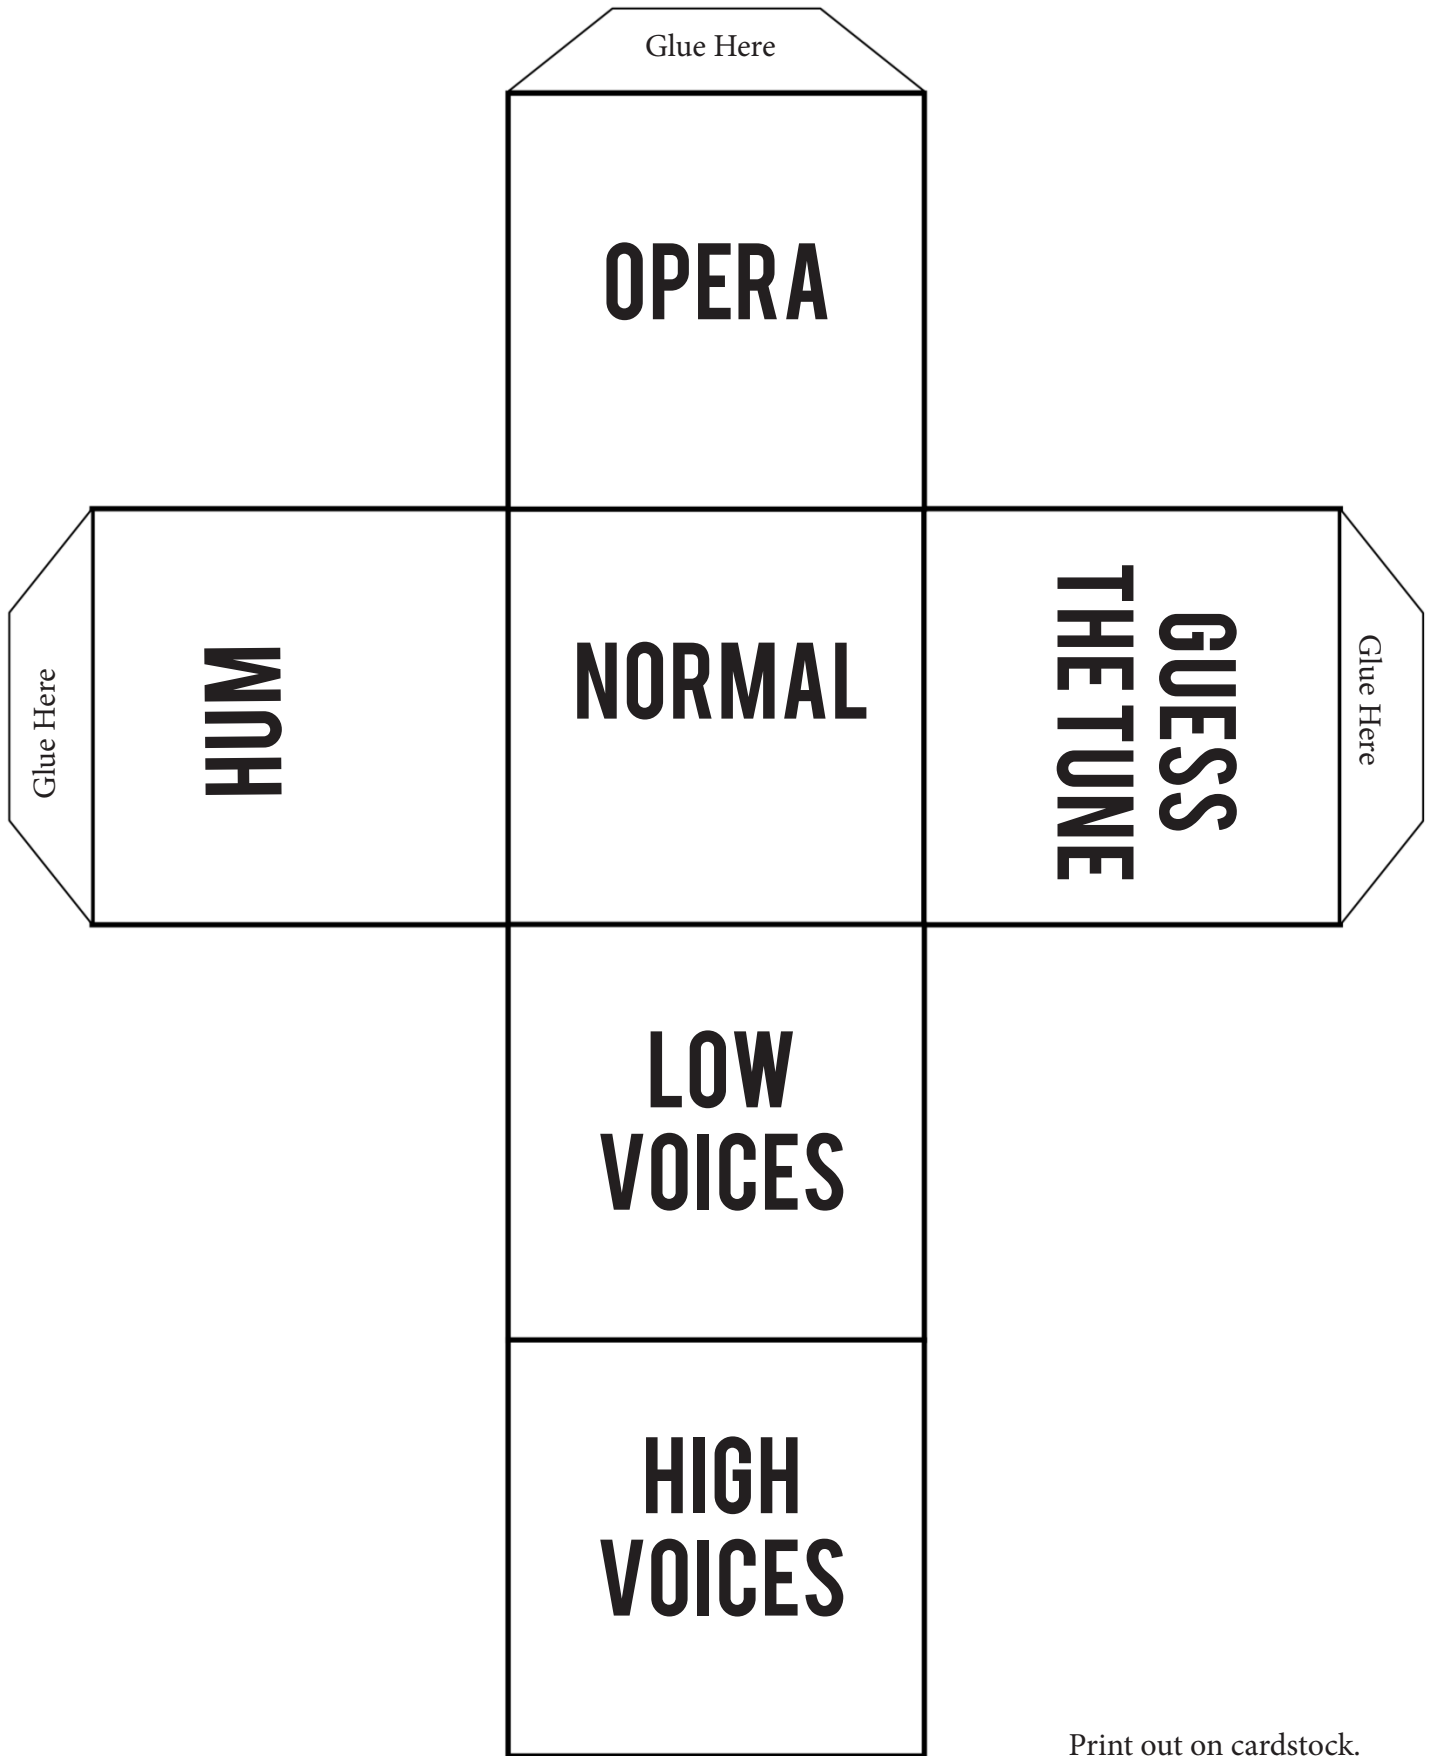 Glue Here
OPERA
Glue Here
HUM
NORMAL
GUESS
THE TUNE
Glue Here
LOW
VOICES
HIGH
VOICES
Print out on cardstock.